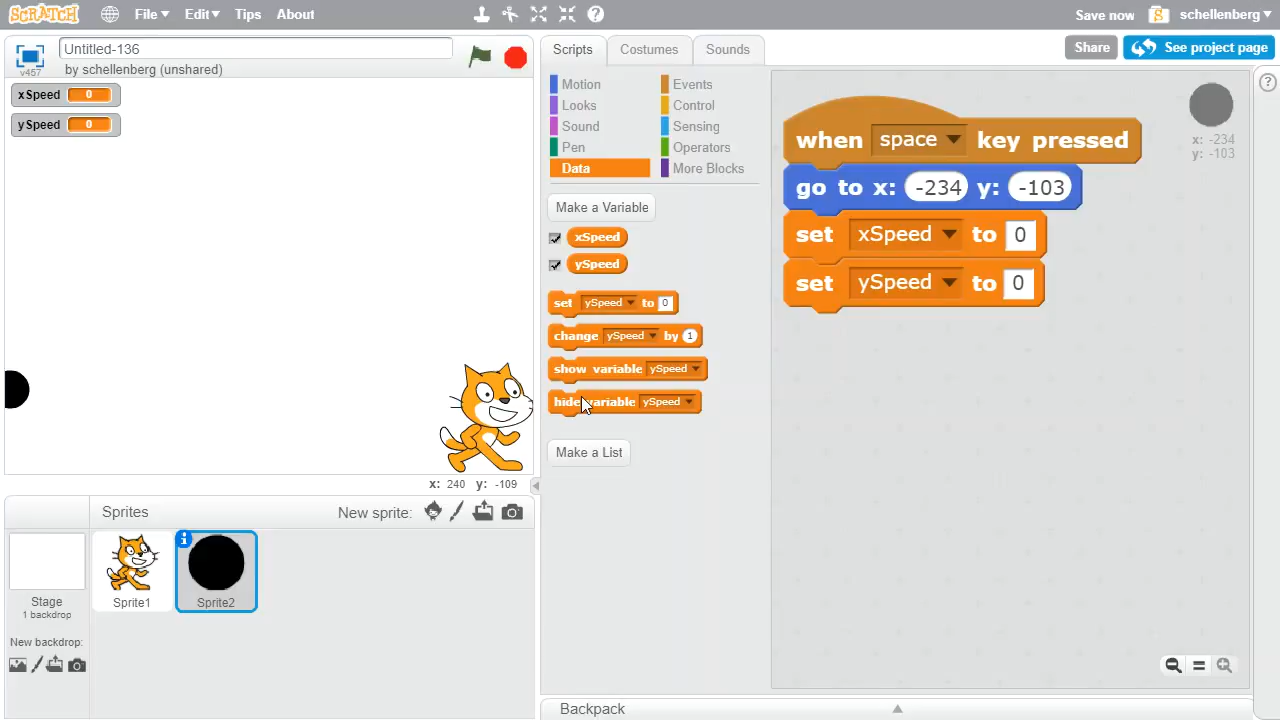 SCRATCH File Edit Tips About Save now schellenberg
v457 Untitled-136
by schellenberg (unshared)
Scripts Costumes Sounds Share See project page
xSpeed 0
ySpeed 0
Motion Events
Looks Control
Sound Sensing
Pen Operators
Data More Blocks
Make a Variable
xSpeed
ySpeed
set ySpeed to 0
change ySpeed by 1
show variable ySpeed
hide variable ySpeed
Make a List
when space key pressed
go to x: -234 y: -103
set xSpeed to 0
set ySpeed to 0
x: -234
y: -103
x: 240 y: -109
Sprites New sprite:
Stage
1 backdrop
New backdrop:
Sprite1
Sprite2
Backpack